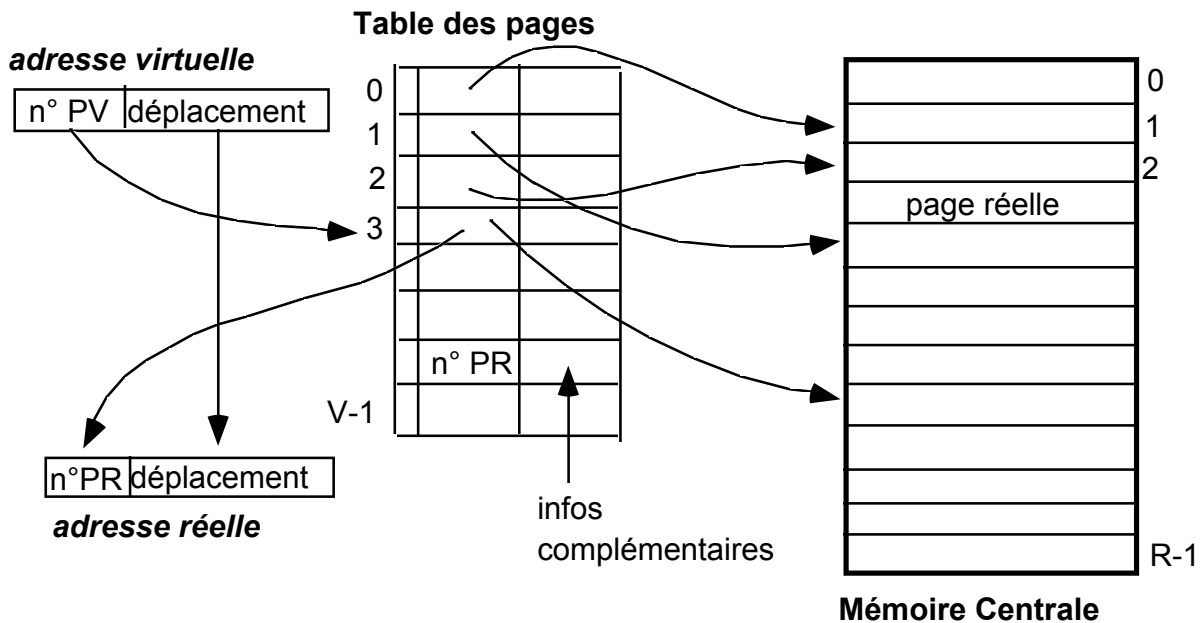 Table des pages
adresse virtuelle
n° PV déplacement
0
1
2
3
n° PR
V-1
n°PR déplacement
adresse réelle
infos
complémentaires
0
1
2
page réelle
R-1
Mémoire Centrale